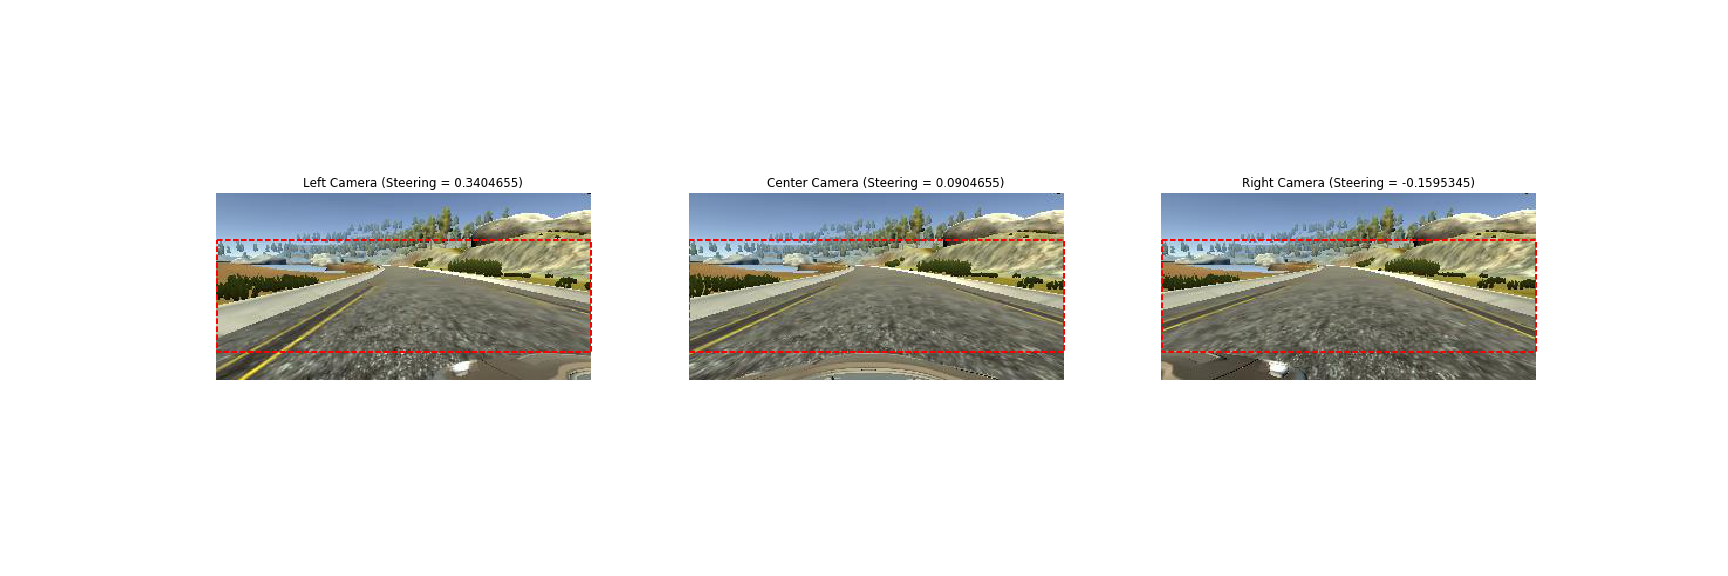 Left Camera (Steering = 0.3404655)
Center Camera (Steering = 0.0904655)
Right Camera (Steering = -0.1595345)